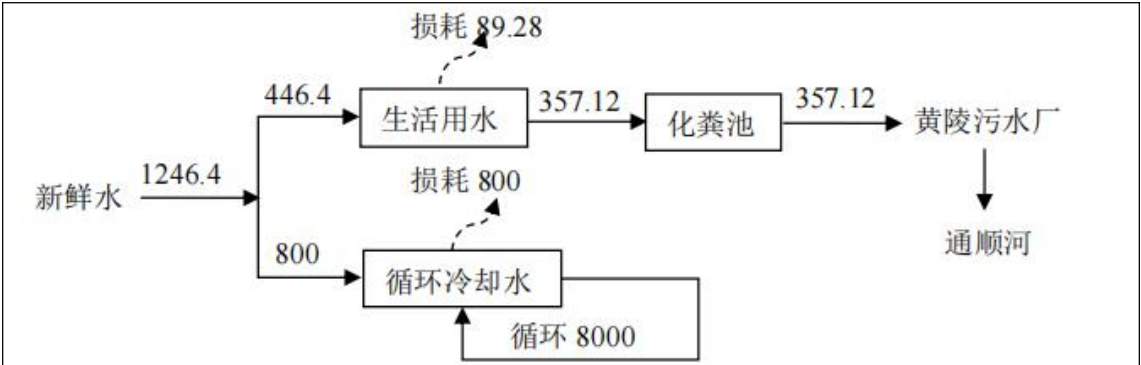 损耗 89.28
446.4
生活用水
357.12
化粪池
357.12
黄陵污水厂
1246.4
新鲜水
损耗 800
通顺河
800
循环冷却水
循环 8000